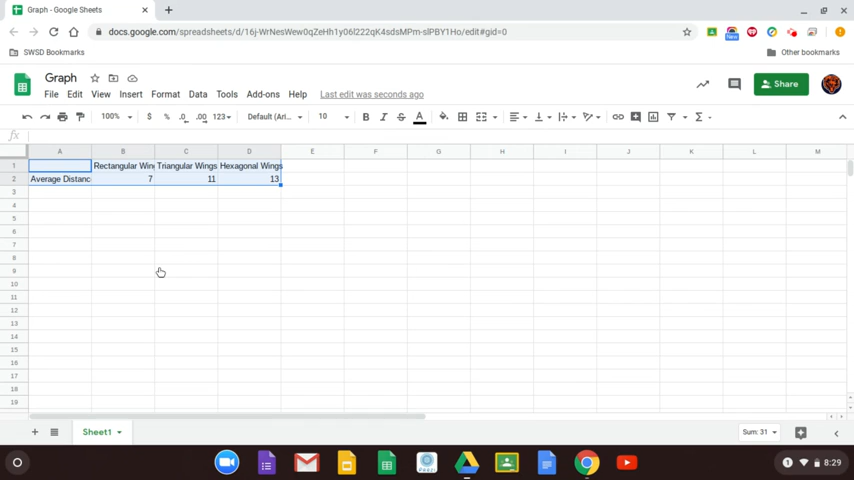 Graph - Google Sheets
docs.google.com/spreadsheets/d/16j-WrNesWew0qZeHh1y06l222qK4sdsMPm-slPBY1Ho/edit#gid=0
New
SWSD Bookmarks
Other bookmarks
Graph
File Edit View Insert Format Data Tools Add-ons Help Last edit was seconds ago
Share
100% $ % .0 .00 123 Default (Ari... 10 B I S A
fx
A B C D E F G H I J K L M
1 Rectangular Win Triangular Wings Hexagonal Wings
2 Average Distanc 7 11 13
3
4
5
6
7
8
9
10
11
12
13
14
15
16
17
18
19
Sheet1
Sum: 31
1 8:29